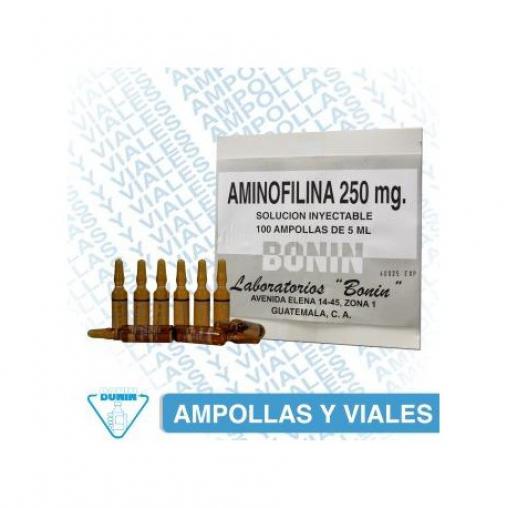 AMINOFILINA 250 mg.
SOLUCION INYECTABLE
100 AMPOLLAS DE 5 ML
BONIN
Laboratorios "Bonin"
AVENIDA ELENA 14-45, ZONA 1
GUATEMALA, C. A.
BONIN
AMPOLLAS Y VIALES